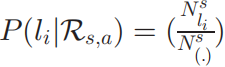 $P(l_i|\mathcal{R}_{s,a}) = (\frac{N^s_{l_i}}{N^s_{(.)}})$